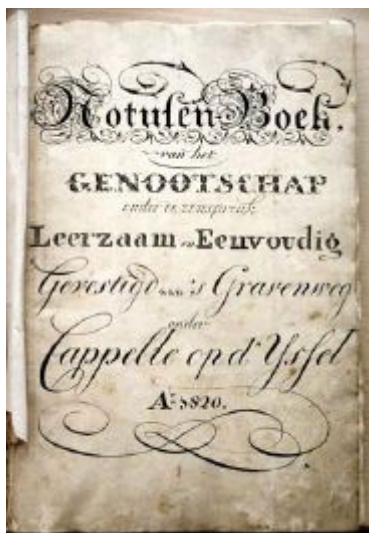 Notulen Boek.
van het
GENOOTSCHAP
onder de zinspreuk
Leerzaam en Eenvoudig
Gevestigd aan 's Gravenweg
onder
Cappelle op d' Yssel
Aº 1820.